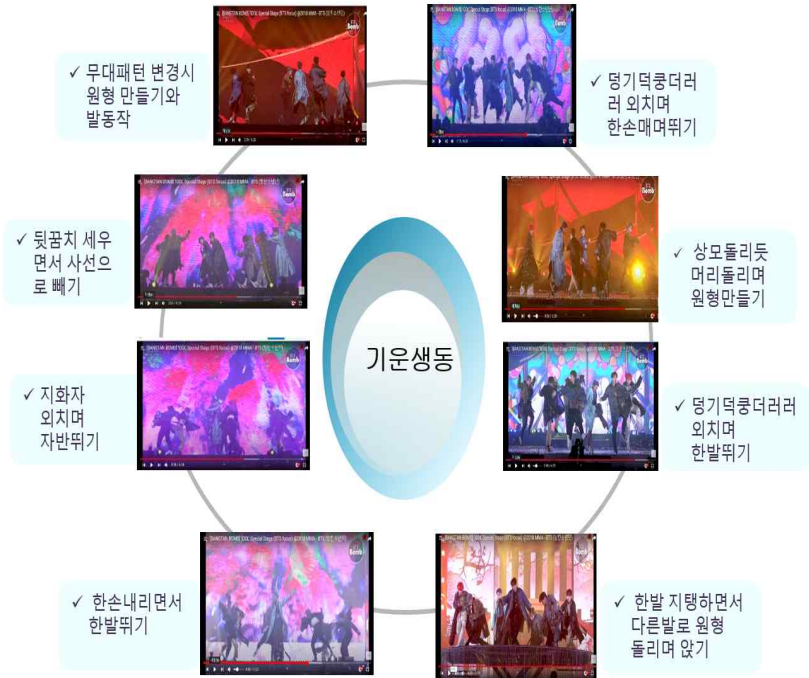 ✓ 무대패턴 변경시
원형 만들기와
발동작
✓ 덩기덕쿵더러
러 외치며
한손매며뛰기
✓ 뒷꿈치 세우
면서 사선으
로 빼기
✓ 상모돌리듯
머리돌리며
원형만들기
기운생동
✓ 지화자
외치며
자반뛰기
✓ 덩기덕쿵더러러
외치며
한발뛰기
✓ 한손내리면서
한발뛰기
✓ 한발 지탱하면서
다른발로 원형
돌리며 앉기